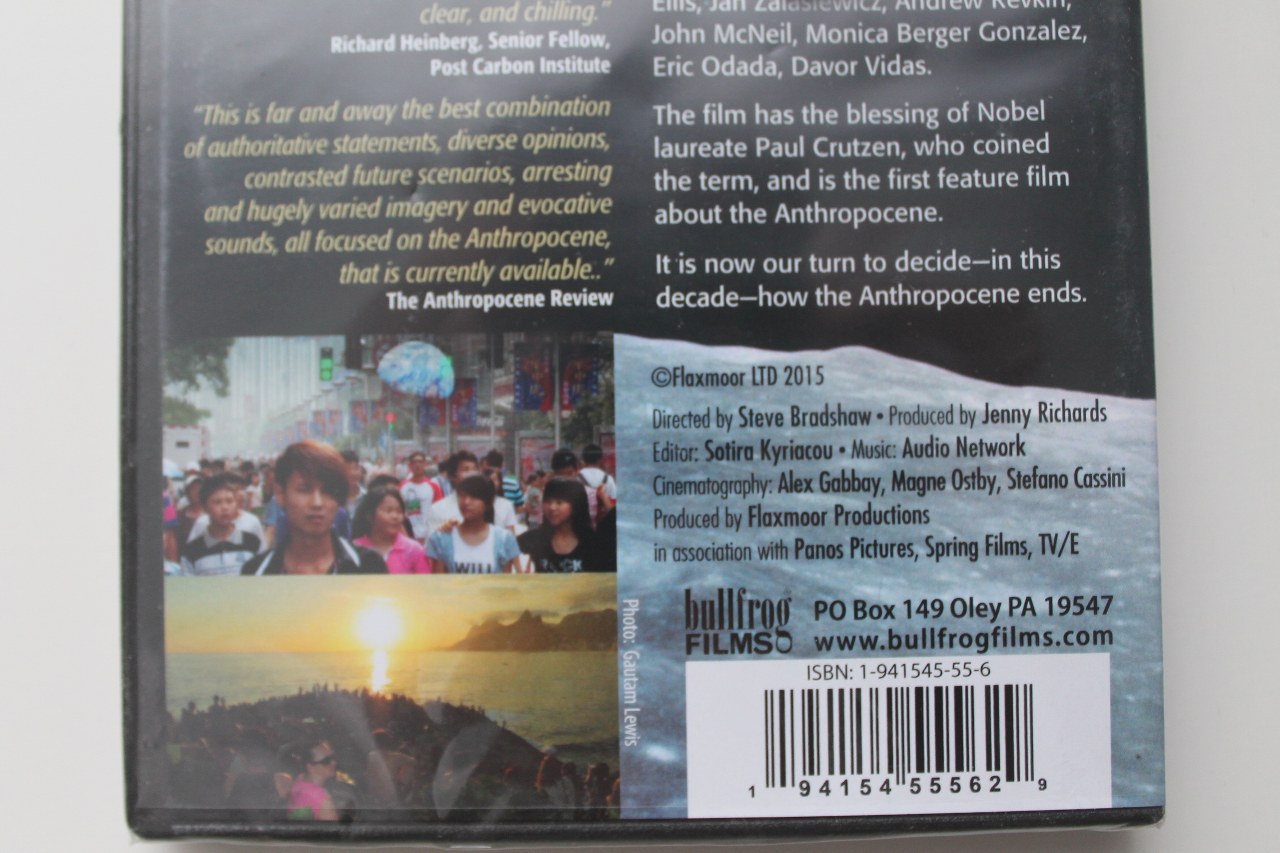 clear, and chilling."
Richard Heinberg, Senior Fellow,
Post Carbon Institute
"This is far and away the best combination
of authoritative statements, diverse opinions,
contrasted future scenarios, arresting
and hugely varied imagery and evocative
sounds, all focused on the Anthropocene,
that is currently available.."
The Anthropocene Review
Ellis, Jan Zalasiewicz, Andrew Revkin,
John McNeil, Monica Berger Gonzalez,
Eric Odada, Davor Vidas.
The film has the blessing of Nobel
laureate Paul Crutzen, who coined
the term, and is the first feature film
about the Anthropocene.
It is now our turn to decide—in this
decade—how the Anthropocene ends.
©Flaxmoor LTD 2015
Directed by Steve Bradshaw • Produced by Jenny Richards
Editor: Sotira Kyriacou • Music: Audio Network
Cinematography: Alex Gabbay, Magne Ostby, Stefano Cassini
Produced by Flaxmoor Productions
in association with Panos Pictures, Spring Films, TV/E
WILL
Photo: Gautam Lewis
bullfrog
FILMS
PO Box 149 Oley PA 19547
www.bullfrogfilms.com
ISBN: 1-941545-55-6
1 94154 55562 9